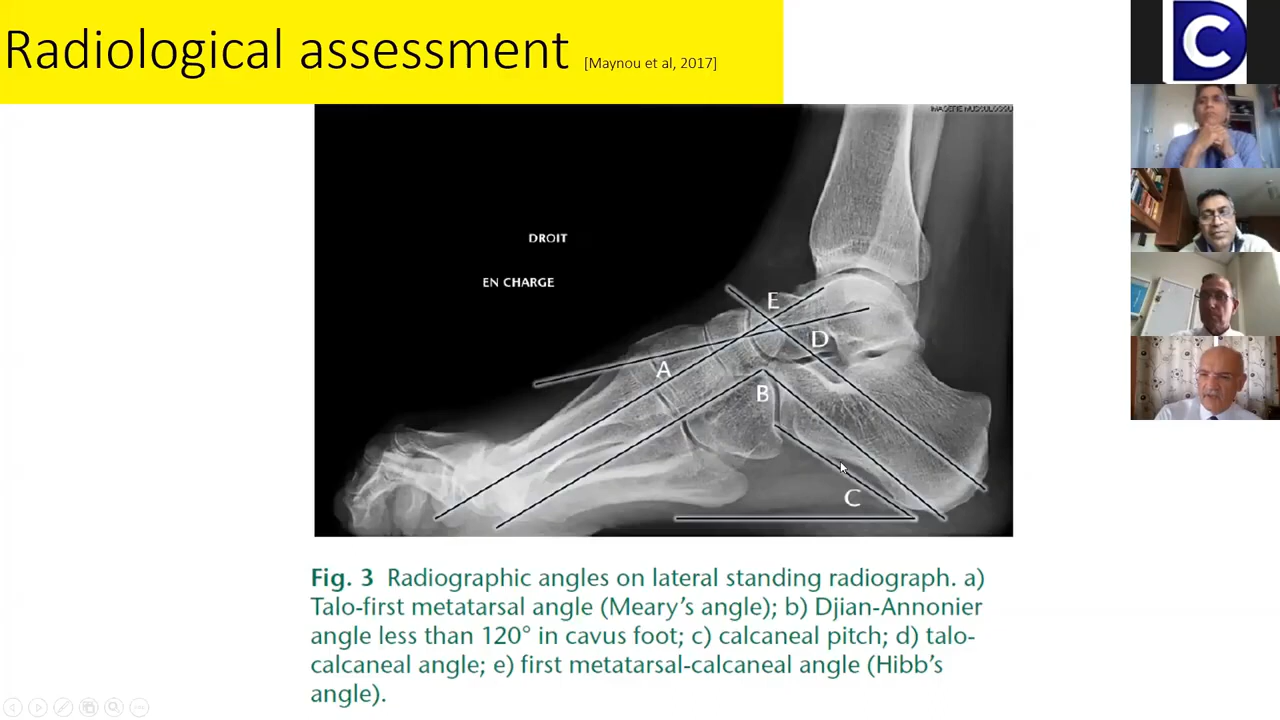 Radiological assessment [Maynou et al, 2017]
DROIT
EN CHARGE
E
D
A
B
C
Fig. 3 Radiographic angles on lateral standing radiograph. a)
Talo-first metatarsal angle (Meary’s angle); b) Djian-Annonier
angle less than 120° in cavus foot; c) calcaneal pitch; d) talo-
calcaneal angle; e) first metatarsal-calcaneal angle (Hibb’s
angle).